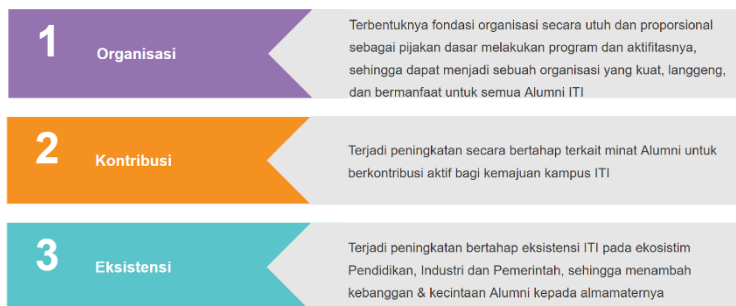 1
Organisasi
Terbentuknya fondasi organisasi secara utuh dan proporsional
sebagai pijakan dasar melakukan program dan aktifitasnya,
sehingga dapat menjadi sebuah organisasi yang kuat, langgeng,
dan bermanfaat untuk semua Alumni ITI
2
Kontribusi
Terjadi peningkatan secara bertahap terkait minat Alumni untuk
berkontribusi aktif bagi kemajuan kampus ITI
3
Eksistensi
Terjadi peningkatan bertahap eksistensi ITI pada ekosistim
Pendidikan, Industri dan Pemerintah, sehingga menambah
kebanggan & kecintaan Alumni kepada almamaternya